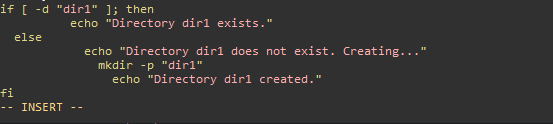 if [ -d "dir1" ]; then
echo "Directory dir1 exists."
else
echo "Directory dir1 does not exist. Creating..."
mkdir -p "dir1"
echo "Directory dir1 created."
fi
-- INSERT --